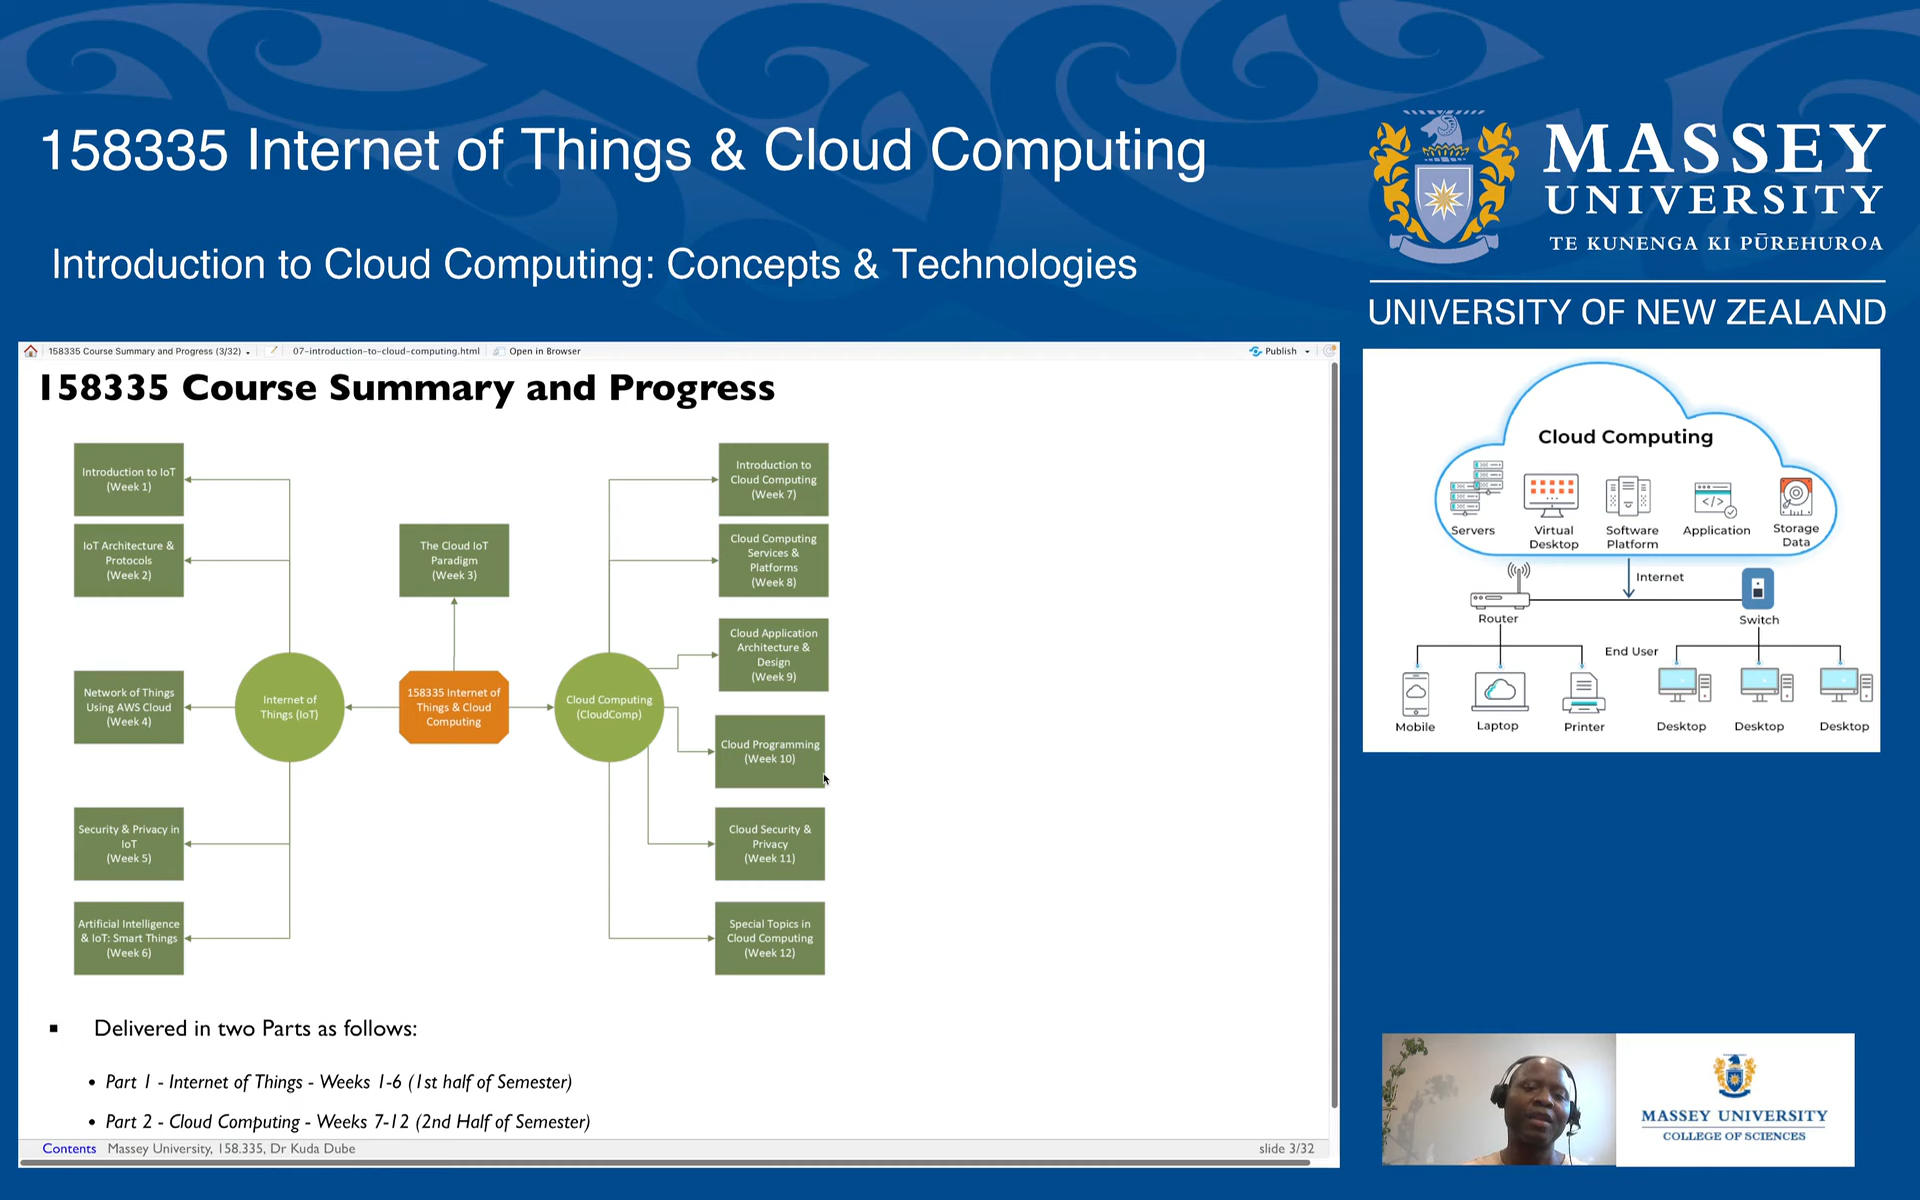 158335 Internet of Things & Cloud Computing
Introduction to Cloud Computing: Concepts & Technologies
MASSEY
UNIVERSITY
TE KUNENGA KI PŪREHUROA
UNIVERSITY OF NEW ZEALAND
158335 Course Summary and Progress (3/32)
07-introduction-to-cloud-computing.html
Open in Browser
Publish
158335 Course Summary and Progress
Introduction to IoT
(Week 1)
IoT Architecture &
Protocols
(Week 2)
Network of Things
Using AWS Cloud
(Week 4)
Security & Privacy in
IoT
(Week 5)
Artificial Intelligence
& IoT: Smart Things
(Week 6)
Internet of
Things (IoT)
The Cloud IoT
Paradigm
(Week 3)
158335 Internet of
Things & Cloud
Computing
Cloud Computing
(CloudComp)
Introduction to
Cloud Computing
(Week 7)
Cloud Computing
Services &
Platforms
(Week 8)
Cloud Application
Architecture &
Design
(Week 9)
Cloud Programming
(Week 10)
Cloud Security &
Privacy
(Week 11)
Special Topics in
Cloud Computing
(Week 12)
Delivered in two Parts as follows:
Part 1 - Internet of Things - Weeks 1-6 (1st half of Semester)
Part 2 - Cloud Computing - Weeks 7-12 (2nd Half of Semester)
Contents
Massey University, 158.335, Dr Kuda Dube
slide 3/32
Cloud Computing
Servers
Virtual
Desktop
Software
Platform
Application
Storage
Data
Internet
Router
Switch
End User
Mobile
Laptop
Printer
Desktop
Desktop
Desktop
MASSEY UNIVERSITY
COLLEGE OF SCIENCES